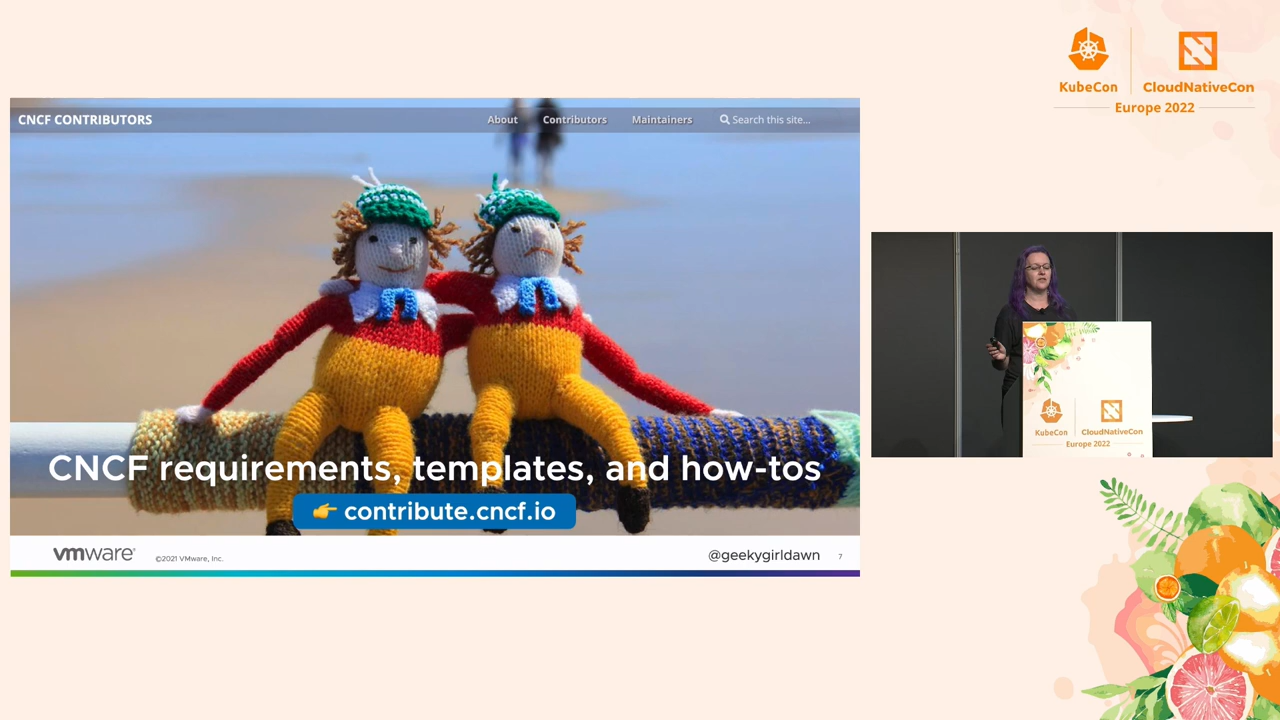 KubeCon
CloudNativeCon
Europe 2022
CNCF CONTRIBUTORS
About
Contributors
Maintainers
Search this site...
CNCF requirements, templates, and how-tos
👉 contribute.cncf.io
vmware®
©2021 VMware, Inc.
@geekygirldawn
7
KubeCon
CloudNativeCon
Europe 2022